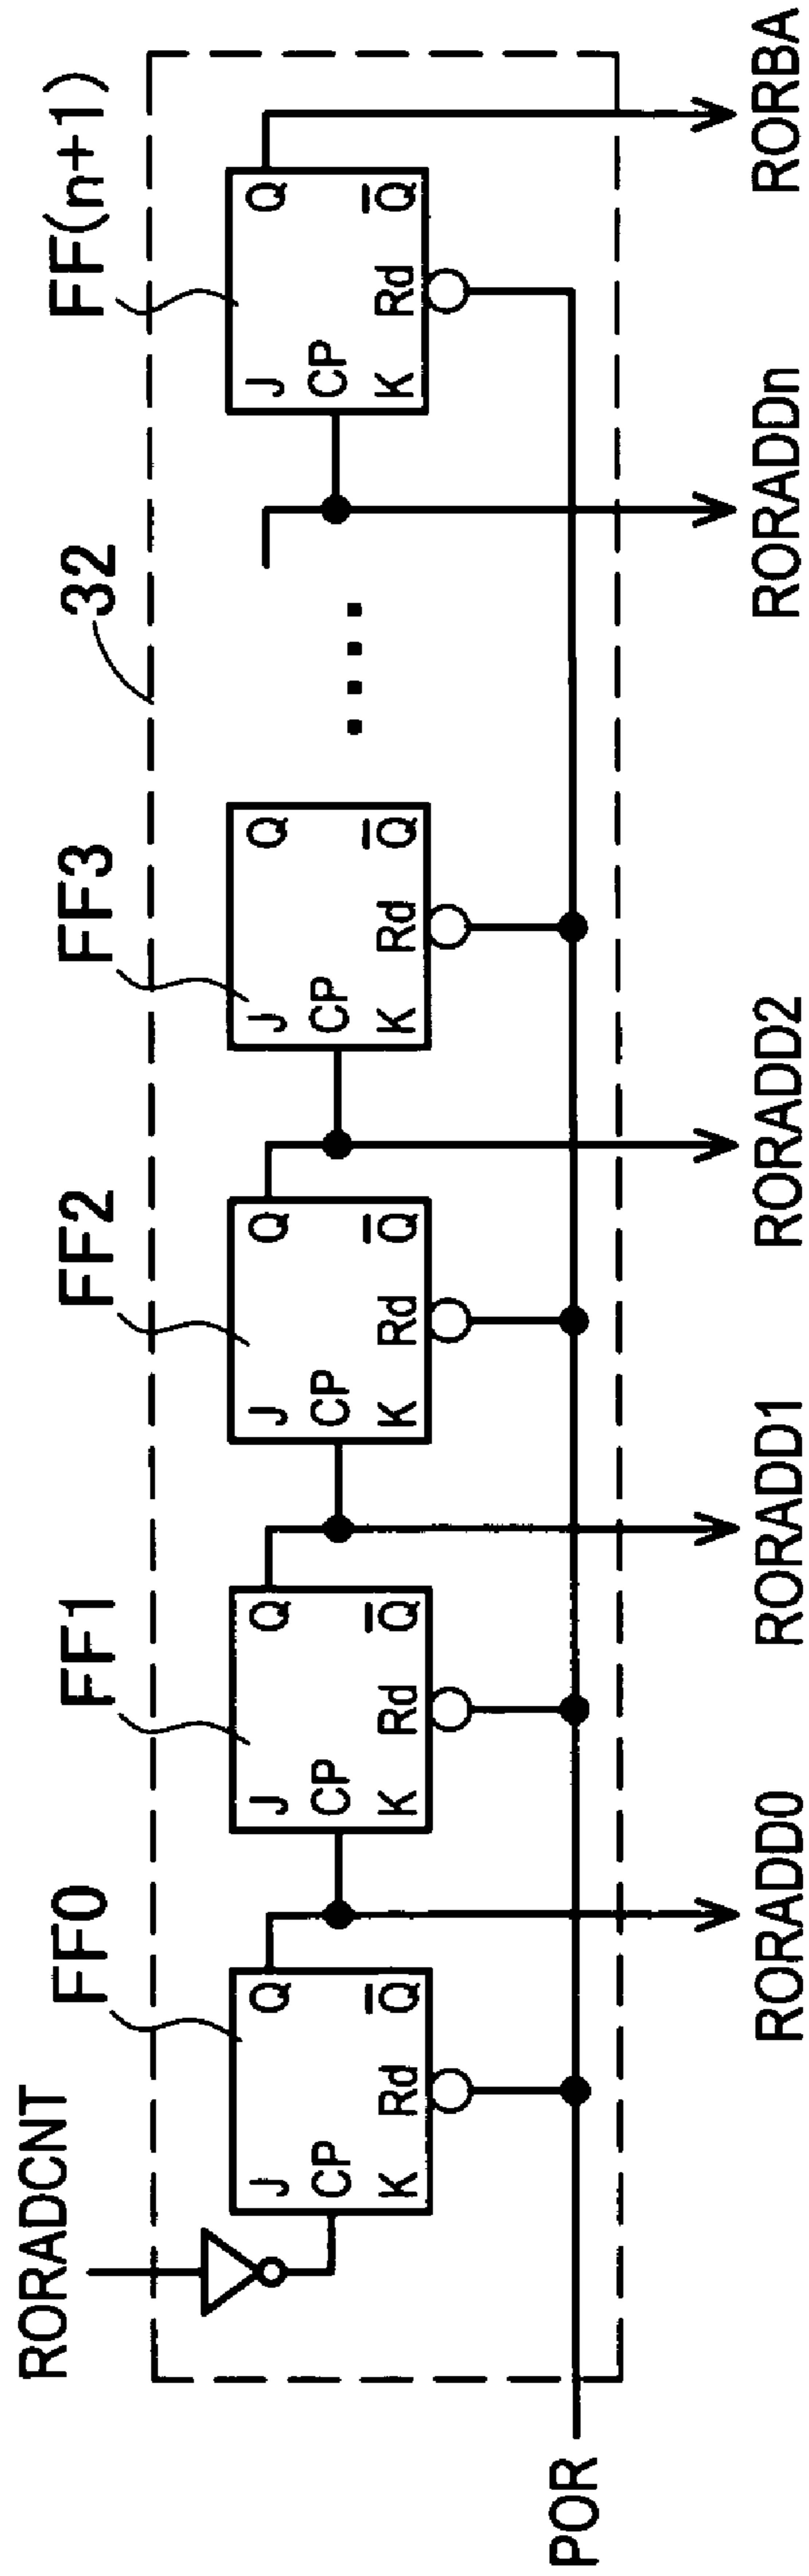 RORADCNT
FF0
FF1
FF2
FF3
32
FF(n+1)
J
Q
CP
K
Rd
Q̅
J
Q
CP
K
Rd
Q̅
J
Q
CP
K
Rd
Q̅
J
Q
CP
K
Rd
Q̅
J
Q
CP
K
Rd
Q̅
POR
RORADD0
RORADD1
RORADD2
RORADDn
RORBA